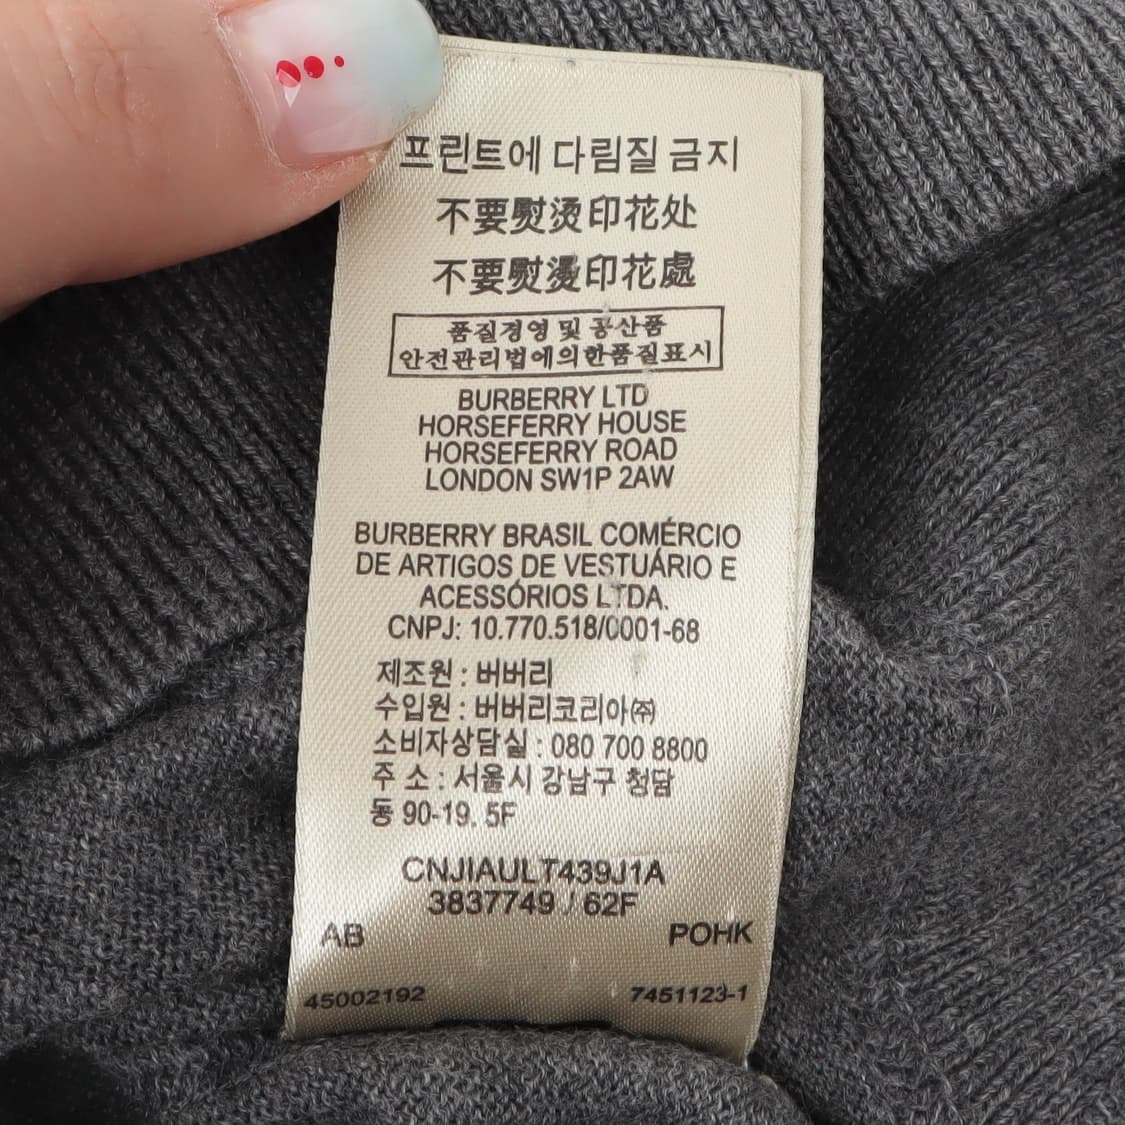 프린트에 다림질 금지
不要熨烫印花处
不要熨燙印花處
품질경영 및 공산품
안전관리법에의한품질표시
BURBERRY LTD
HORSEFERRY HOUSE
HORSEFERRY ROAD
LONDON SW1P 2AW
BURBERRY BRASIL COMÉRCIO
DE ARTIGOS DE VESTUÁRIO E
ACESSÓRIOS LTDA.
CNPJ: 10.770.518/0001-68
제조원 : 버버리
수입원 : 버버리코리아㈜
소비자상담실 : 080 700 8800
주 소 : 서울시 강남구 청담
동 90-19. 5F
CNJIAULT439J1A
3837749 / 62F
AB POHK
45002192 7451123-1